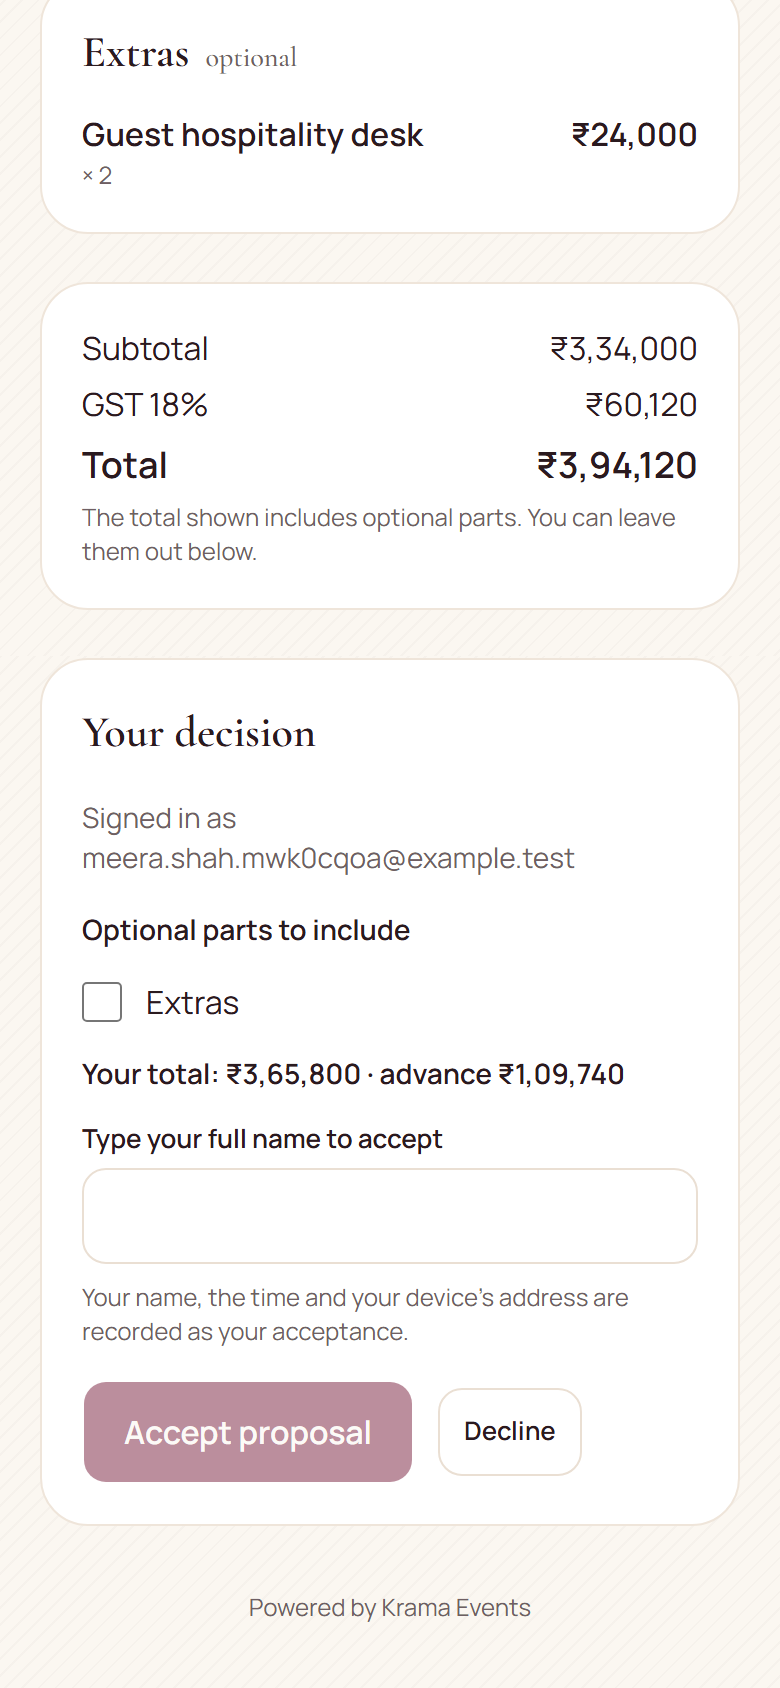 Extras optional
Guest hospitality desk ₹24,000
× 2
Subtotal ₹3,34,000
GST 18% ₹60,120
Total ₹3,94,120
The total shown includes optional parts. You can leave
them out below.
Your decision
Signed in as
meera.shah.mwk0cqoa@example.test
Optional parts to include
Extras
Your total: ₹3,65,800 · advance ₹1,09,740
Type your full name to accept
Your name, the time and your device’s address are
recorded as your acceptance.
Accept proposal Decline
Powered by Krama Events